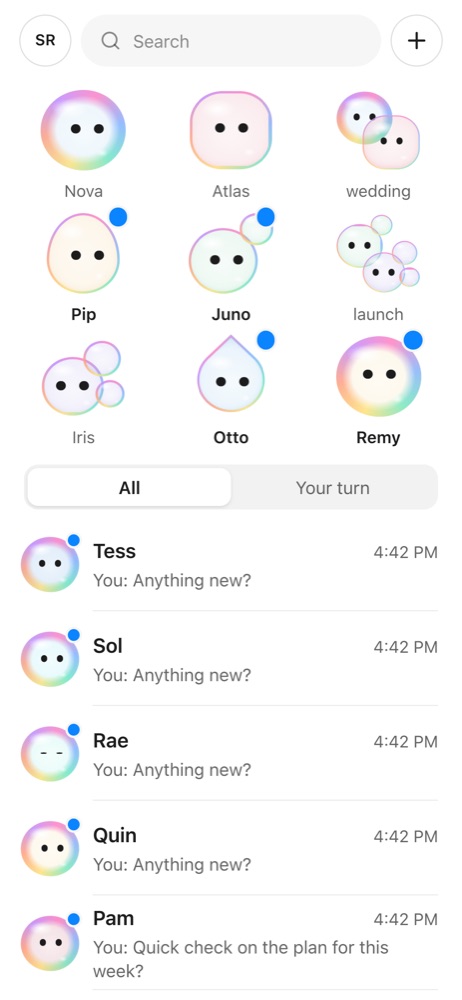 SR
Search
Nova
Atlas
wedding
Pip
Juno
launch
Iris
Otto
Remy
All
Your turn
Tess
4:42 PM
You: Anything new?
Sol
4:42 PM
You: Anything new?
Rae
4:42 PM
You: Anything new?
Quin
4:42 PM
You: Anything new?
Pam
4:42 PM
You: Quick check on the plan for this
week?